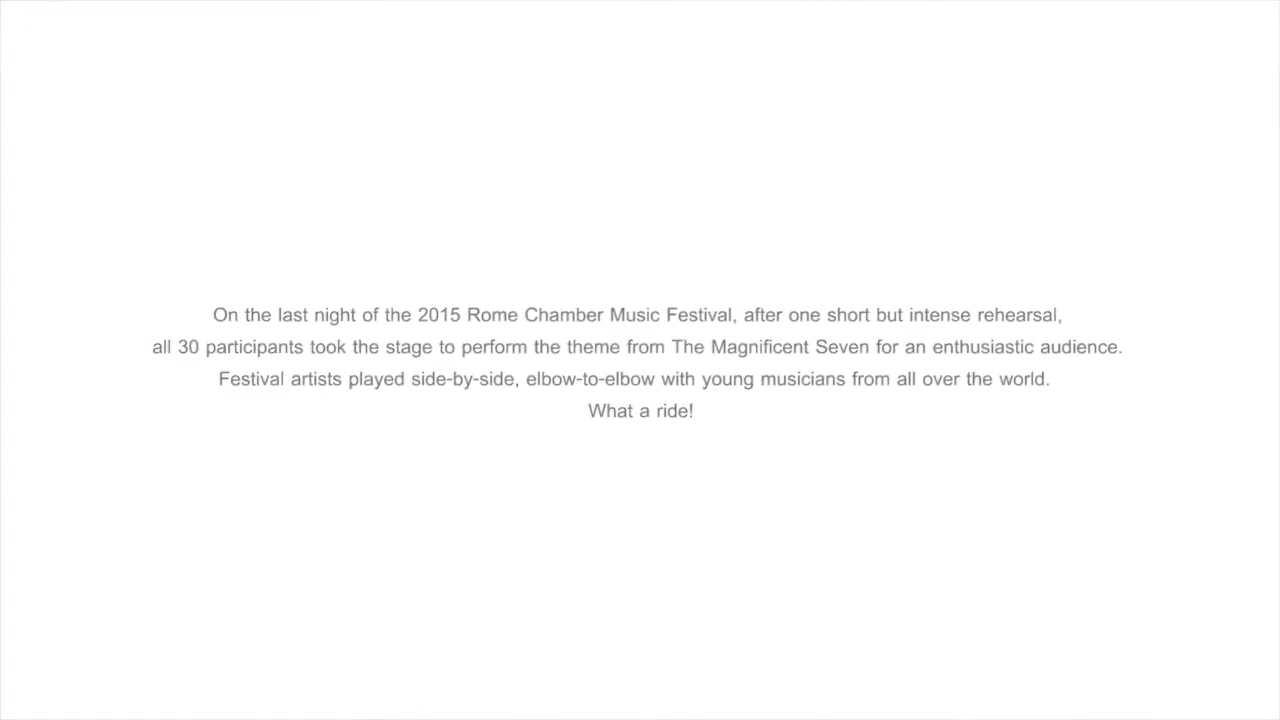 On the last night of the 2015 Rome Chamber Music Festival, after one short but intense rehearsal,
all 30 participants took the stage to perform the theme from The Magnificent Seven for an enthusiastic audience.
Festival artists played side-by-side, elbow-to-elbow with young musicians from all over the world.
What a ride!